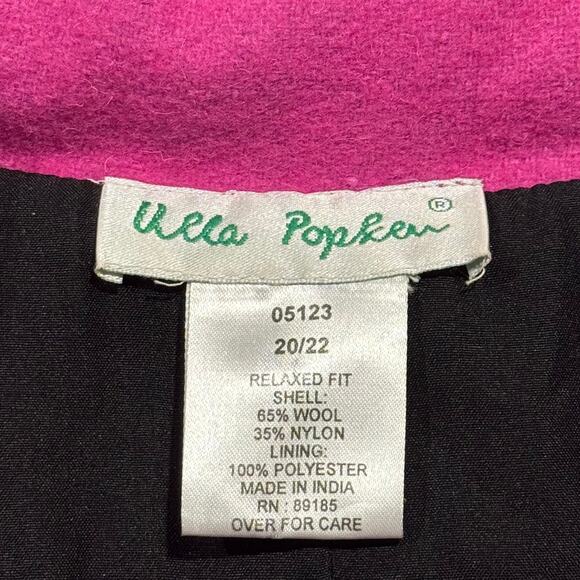 Ulla Popken®
05123
20/22
RELAXED FIT
SHELL:
65% WOOL
35% NYLON
LINING:
100% POLYESTER
MADE IN INDIA
RN : 89185
OVER FOR CARE